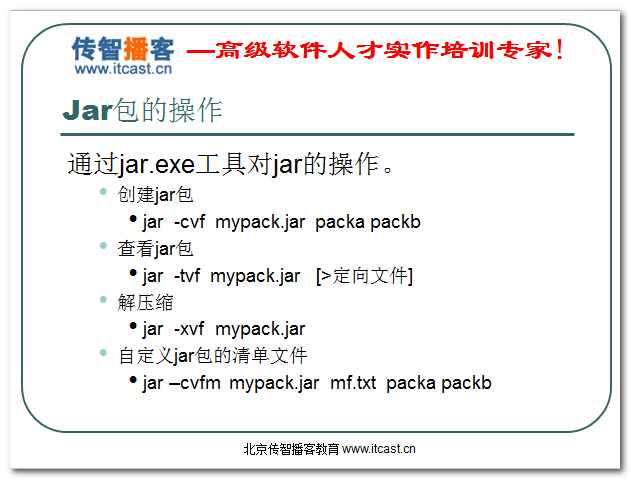 传智播客 —高级软件人才实作培训专家!
www.itcast.cn
Jar包的操作
通过jar.exe工具对jar的操作。
创建jar包
jar -cvf mypack.jar packa packb
查看jar包
jar -tvf mypack.jar [>定向文件]
解压缩
jar -xvf mypack.jar
自定义jar包的清单文件
jar –cvfm mypack.jar mf.txt packa packb
北京传智播客教育 www.itcast.cn